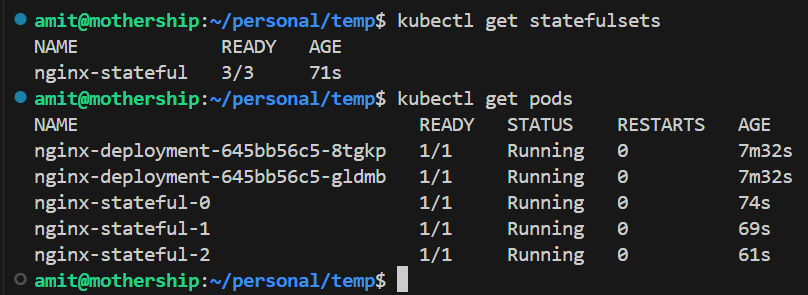 amit@mothership:~/personal/temp$ kubectl get statefulsets
NAME             READY   AGE
nginx-stateful   3/3     71s
amit@mothership:~/personal/temp$ kubectl get pods
NAME                               READY   STATUS    RESTARTS   AGE
nginx-deployment-645bb56c5-8tgkp   1/1     Running   0          7m32s
nginx-deployment-645bb56c5-gldmb   1/1     Running   0          7m32s
nginx-stateful-0                   1/1     Running   0          74s
nginx-stateful-1                   1/1     Running   0          69s
nginx-stateful-2                   1/1     Running   0          61s
amit@mothership:~/personal/temp$